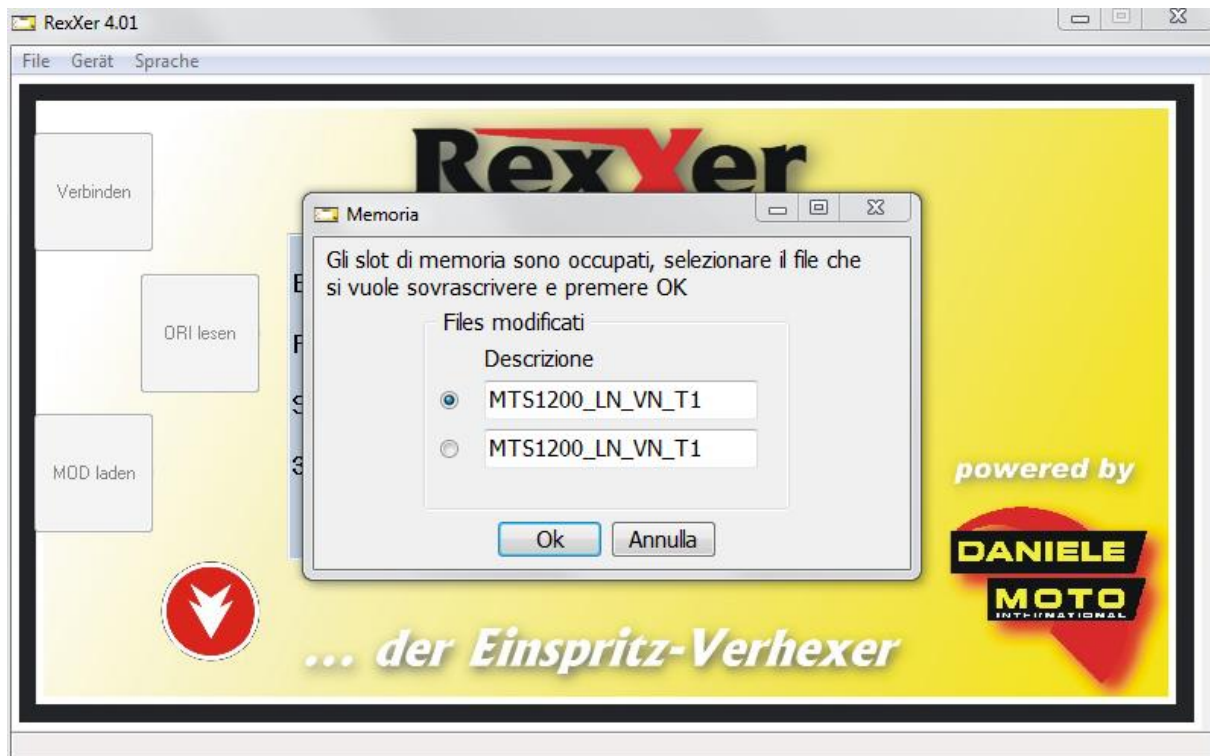 RexXer 4.01
File Gerät Sprache
RexXer
Verbinden
Memoria
Gli slot di memoria sono occupati, selezionare il file che
si vuole sovrascrivere e premere OK
Files modificati
Descrizione
ORI lesen
MTS1200_LN_VN_T1
MTS1200_LN_VN_T1
MOD laden
Ok Annulla
powered by
DANIELE
MOTO
INTERNATIONAL
... der Einspritz-Verhexer